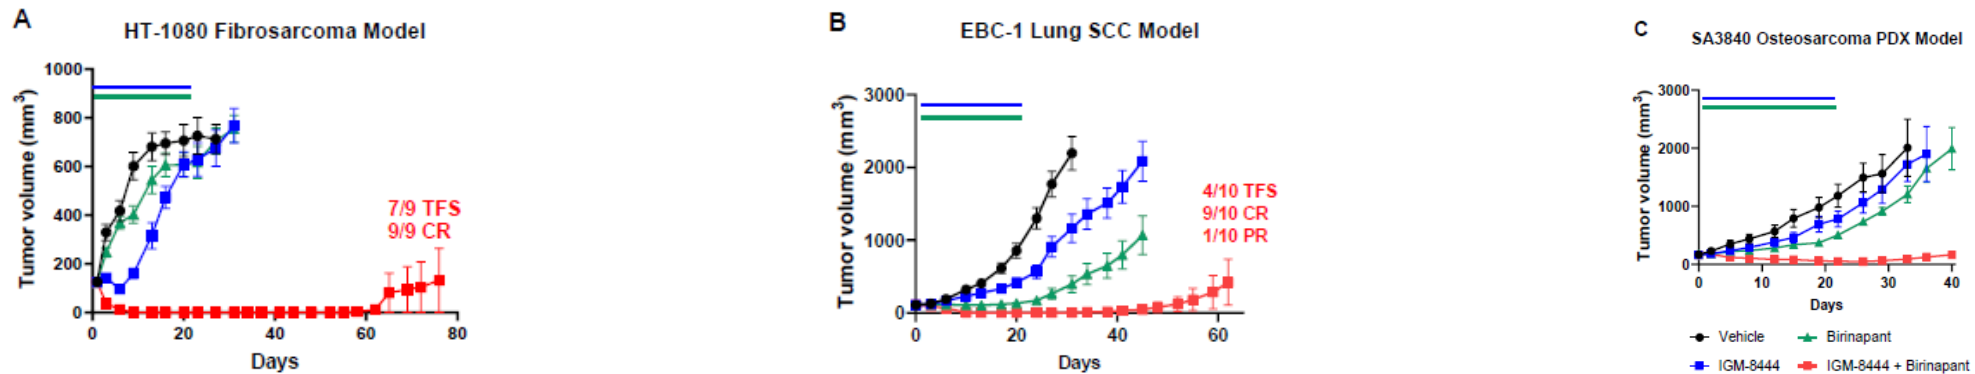 A
HT-1080 Fibrosarcoma Model
Tumor volume (mm³)
1000
800
600
400
200
0
0 20 40 60 80
Days
7/9 TFS
9/9 CR
B
EBC-1 Lung SCC Model
Tumor volume (mm³)
3000
2000
1000
0
0 20 40 60
Days
4/10 TFS
9/10 CR
1/10 PR
C
SA3840 Osteosarcoma PDX Model
Tumor volume (mm³)
3000
2000
1000
0
0 10 20 30 40
Days
Vehicle Birinapant
IGM-8444 IGM-8444 + Birinapant